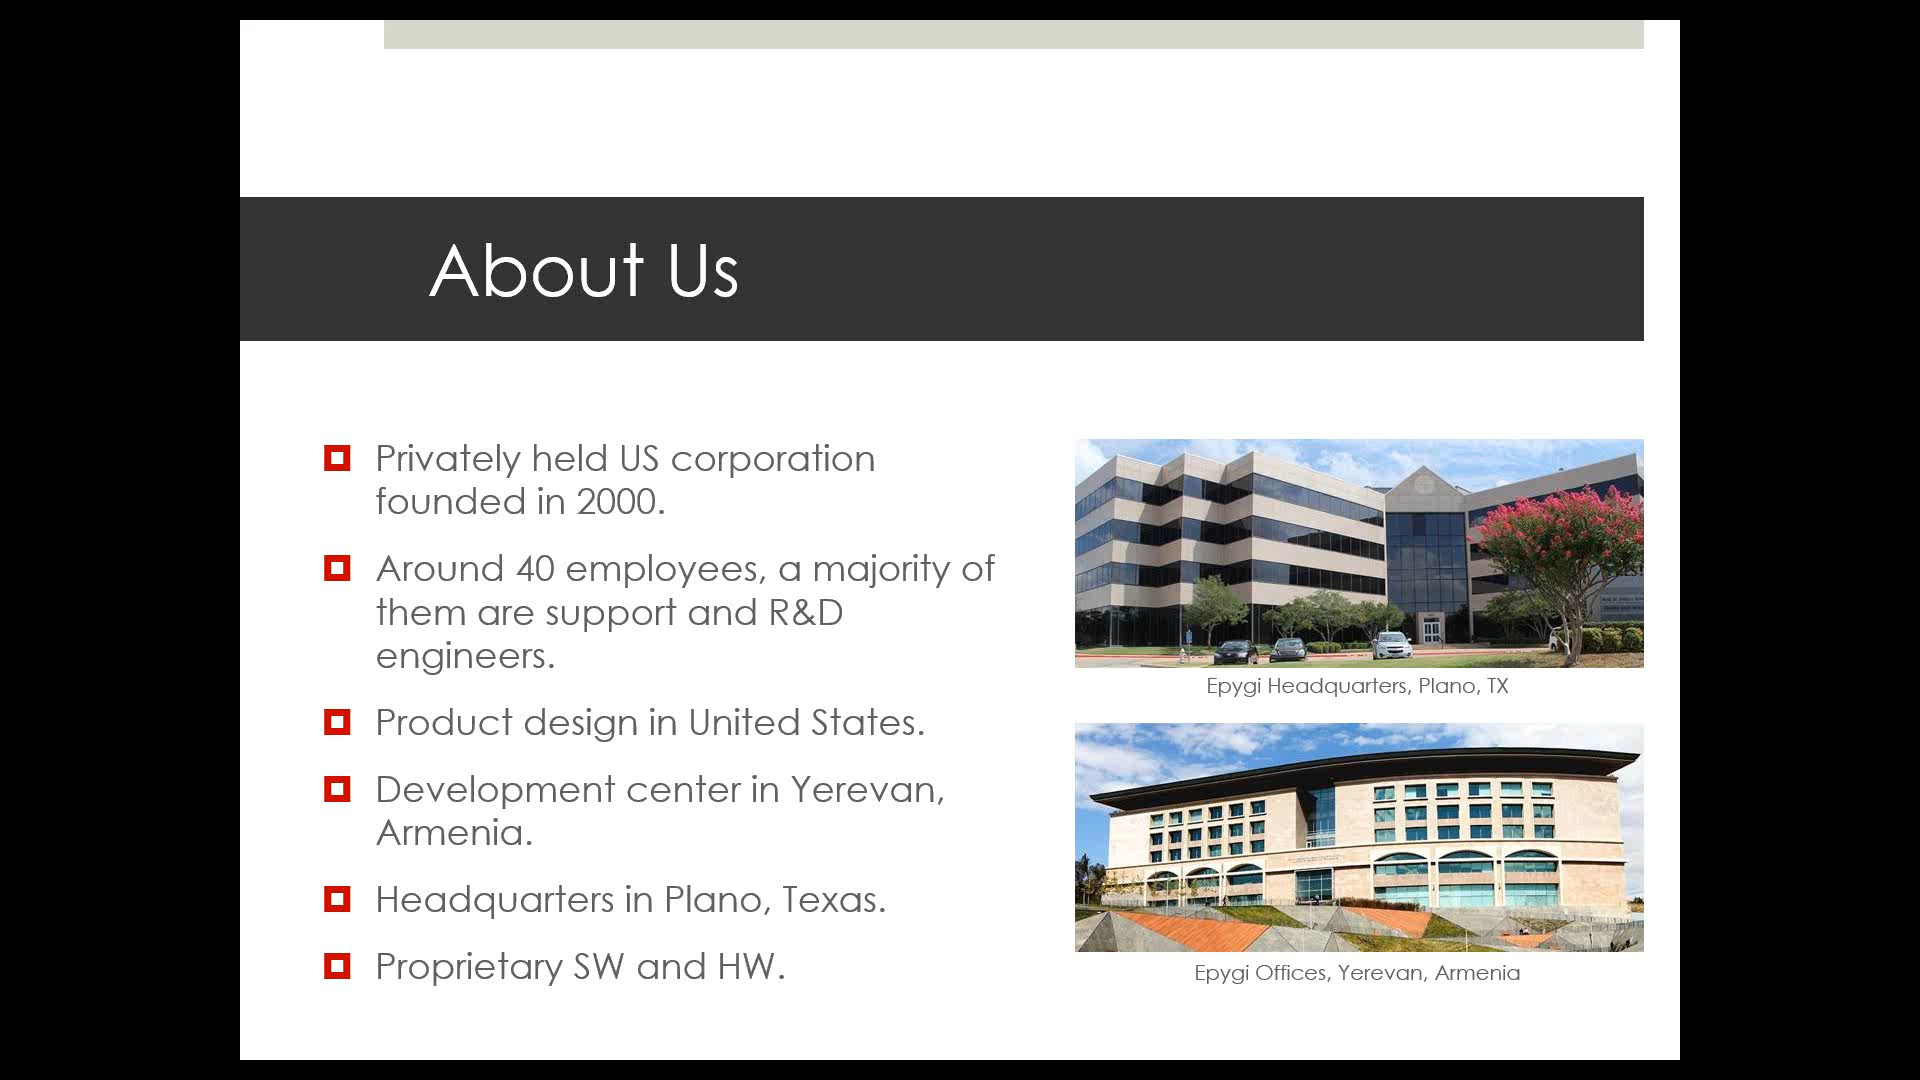 About Us
Privately held US corporation
founded in 2000.
Around 40 employees, a majority of
them are support and R&D
engineers.
Product design in United States.
Development center in Yerevan,
Armenia.
Headquarters in Plano, Texas.
Proprietary SW and HW.
Epygi Headquarters, Plano, TX
Epygi Offices, Yerevan, Armenia